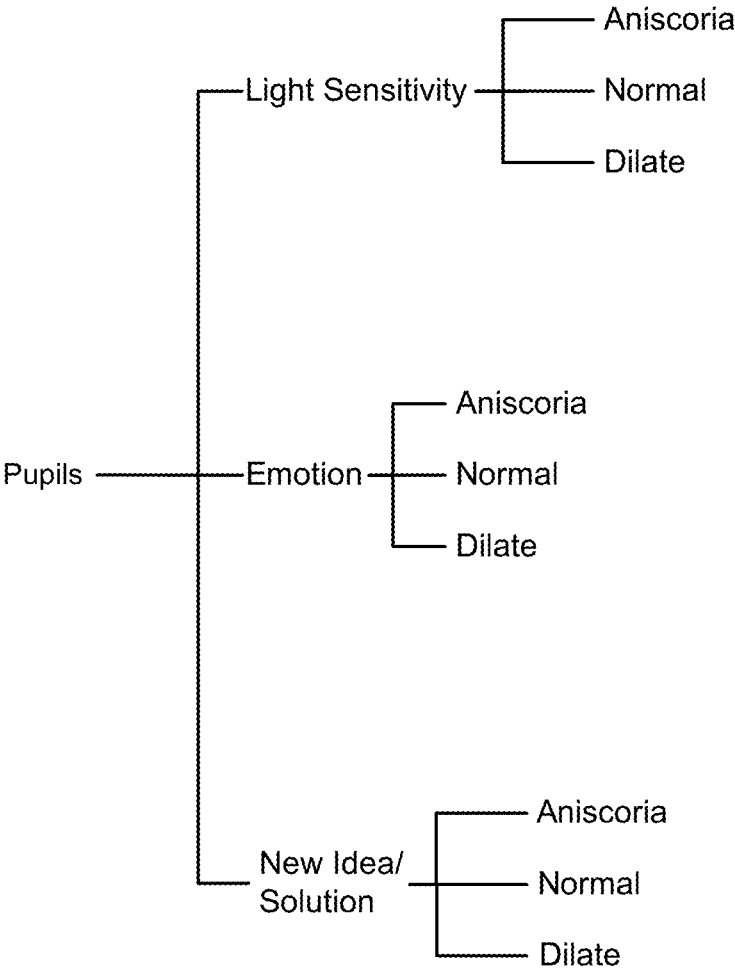 Aniscoria
Light Sensitivity
Normal
Dilate
Aniscoria
Pupils
Emotion
Normal
Dilate
Aniscoria
New Idea/
Solution
Normal
Dilate